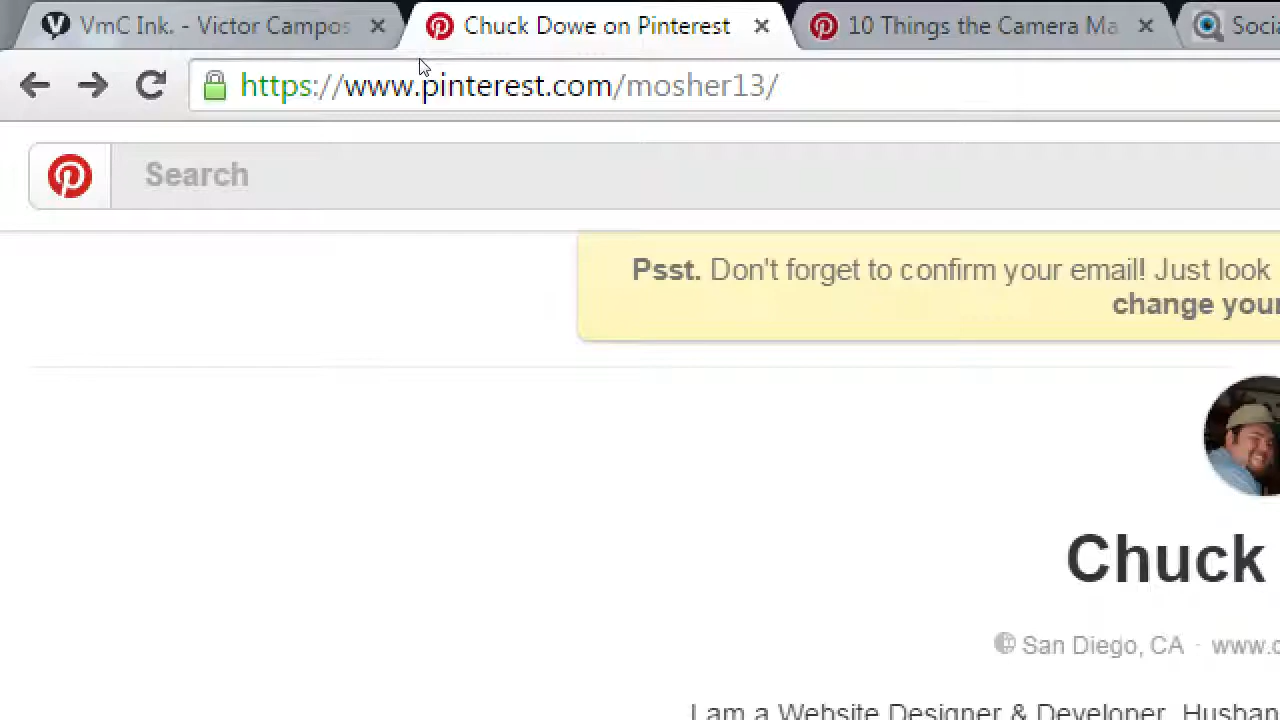 VmC Ink. - Victor Campos
Chuck Dowe on Pinterest
10 Things the Camera Ma
Socia
https://www.pinterest.com/mosher13/
Search
Psst. Don't forget to confirm your email! Just look
change your
Chuck
San Diego, CA · www.c
I am a Website Designer & Developer, Husban